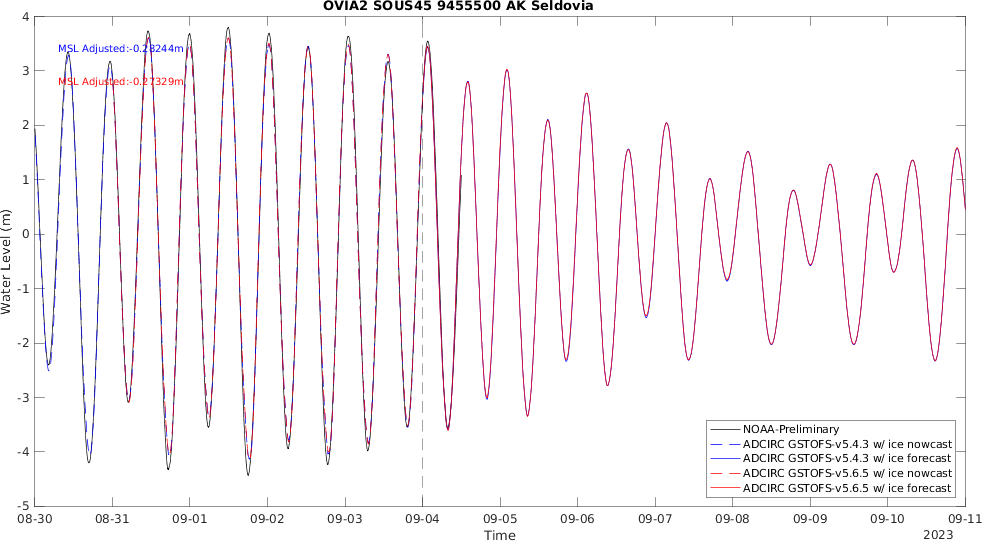 OVIA2 SOUS45 9455500 AK Seldovia
MSL Adjusted:-0.28244m
MSL Adjusted:-0.27329m
Water Level (m)
4
3
2
1
0
-1
-2
-3
-4
-5
NOAA-Preliminary
ADCIRC GSTOFS-v5.4.3 w/ ice nowcast
ADCIRC GSTOFS-v5.4.3 w/ ice forecast
ADCIRC GSTOFS-v5.6.5 w/ ice nowcast
ADCIRC GSTOFS-v5.6.5 w/ ice forecast
08-30 08-31 09-01 09-02 09-03 09-04 09-05 09-06 09-07 09-08 09-09 09-10 09-11
Time
2023